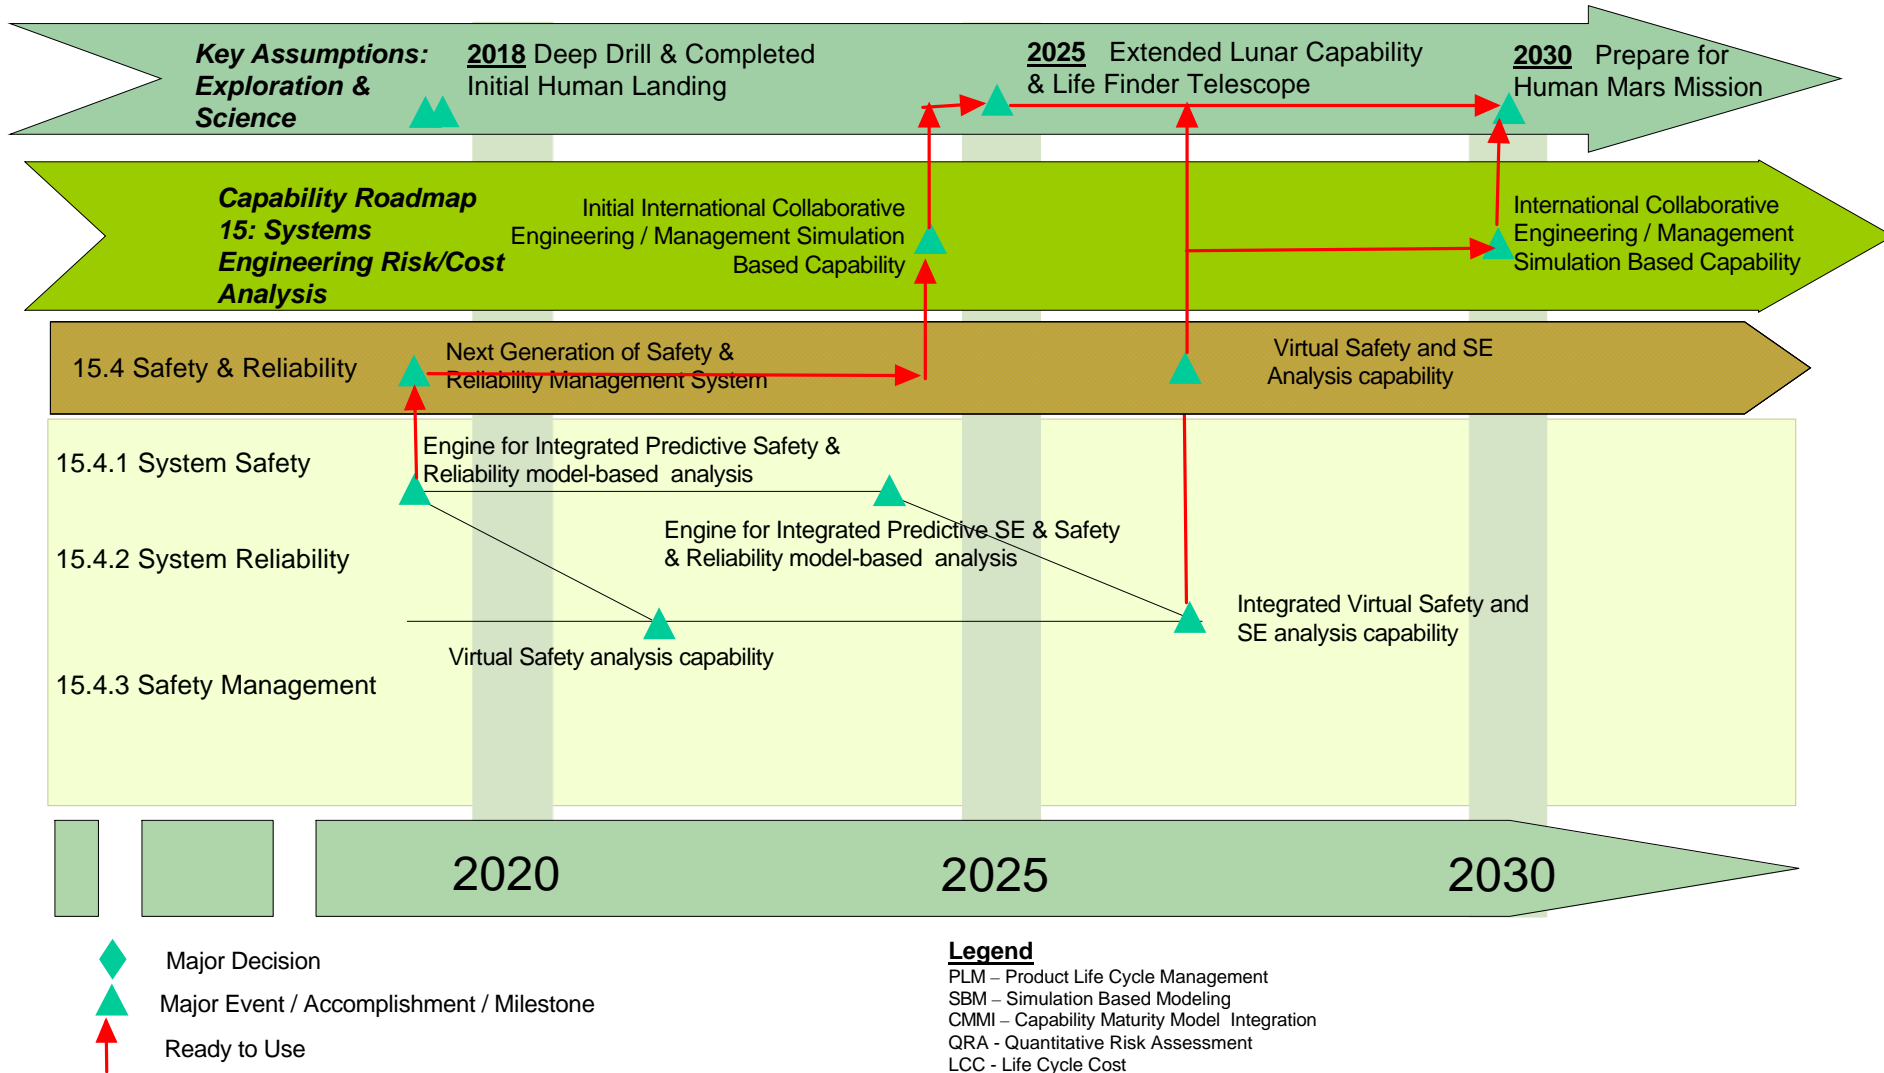 Key Assumptions:
Exploration &
Science
2018 Deep Drill & Completed
Initial Human Landing
2025 Extended Lunar Capability
& Life Finder Telescope
2030 Prepare for
Human Mars Mission
Capability Roadmap
15: Systems
Engineering Risk/Cost
Analysis
Initial International Collaborative
Engineering / Management Simulation
Based Capability
International Collaborative
Engineering / Management
Simulation Based Capability
15.4 Safety & Reliability
Next Generation of Safety &
Reliability Management System
Virtual Safety and SE
Analysis capability
15.4.1 System Safety
Engine for Integrated Predictive Safety &
Reliability model-based analysis
15.4.2 System Reliability
Engine for Integrated Predictive SE & Safety
& Reliability model-based analysis
Integrated Virtual Safety and
SE analysis capability
Virtual Safety analysis capability
15.4.3 Safety Management
2020
2025
2030
Major Decision
Major Event / Accomplishment / Milestone
Ready to Use
Legend
PLM – Product Life Cycle Management
SBM – Simulation Based Modeling
CMMI – Capability Maturity Model Integration
QRA - Quantitative Risk Assessment
LCC - Life Cycle Cost